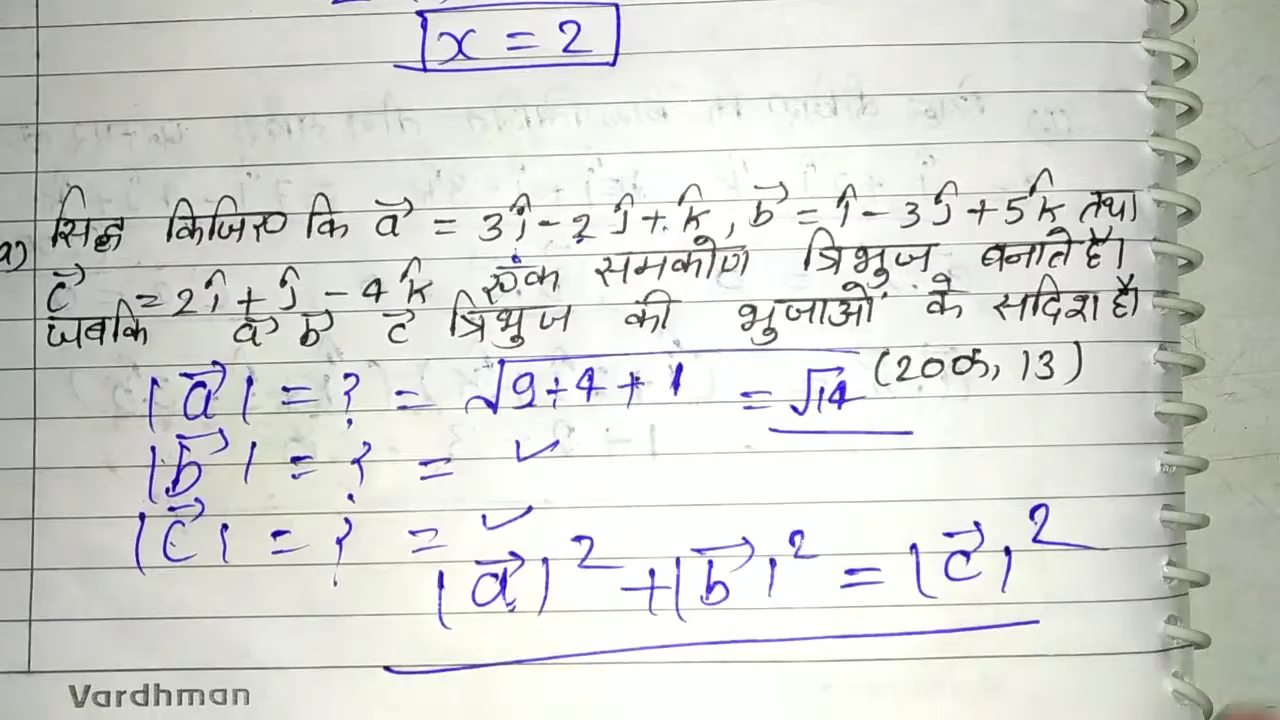 x = 2
a) सिद्ध किजिए कि a⃗ = 3î - 2ĵ + k̂, b⃗ = î - 3ĵ + 5k̂ तथा
c⃗ = 2î + ĵ - 4k̂ एक समकोण त्रिभुज बनाते है।
जबकि a⃗ b⃗ c⃗ त्रिभुज की भुजाओं के सदिश है।
(200, 13)
|a⃗| = ? = √9+4+1 = √14
|b⃗| = ? = ✓
|c⃗| = ? = ✓
|a⃗|² + |b⃗|² = |c⃗|²
Vardhman